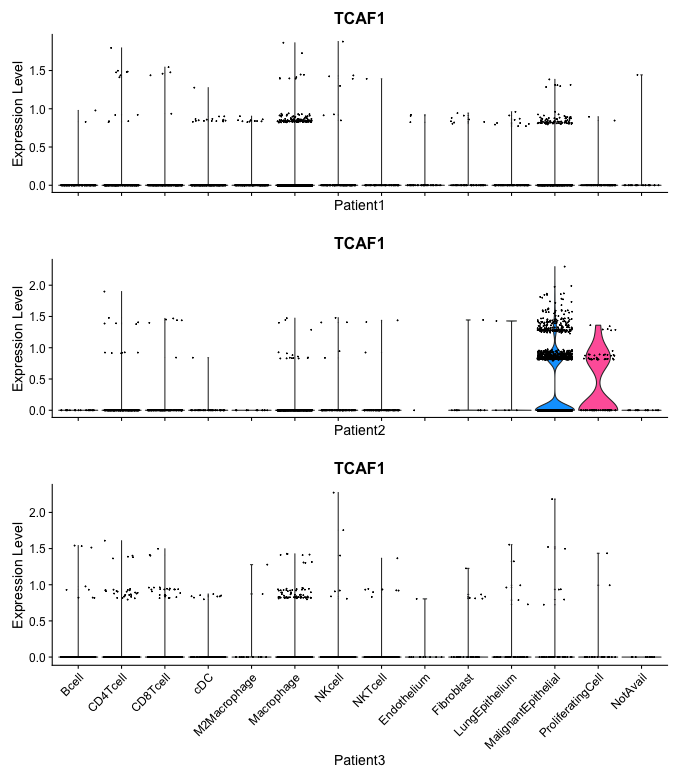 TCAF1
Expression Level
1.5
1.0
0.5
0.0
Patient1
TCAF1
Expression Level
2.0
1.5
1.0
0.5
0.0
Patient2
TCAF1
Expression Level
2.0
1.5
1.0
0.5
0.0
Bcell
CD4Tcell
CD8Tcell
cDC
M2Macrophage
Macrophage
NKcell
NKTcell
Endothelium
Fibroblast
LungEpithelium
MalignantEpithelial
ProliferatingCell
NotAvail
Patient3